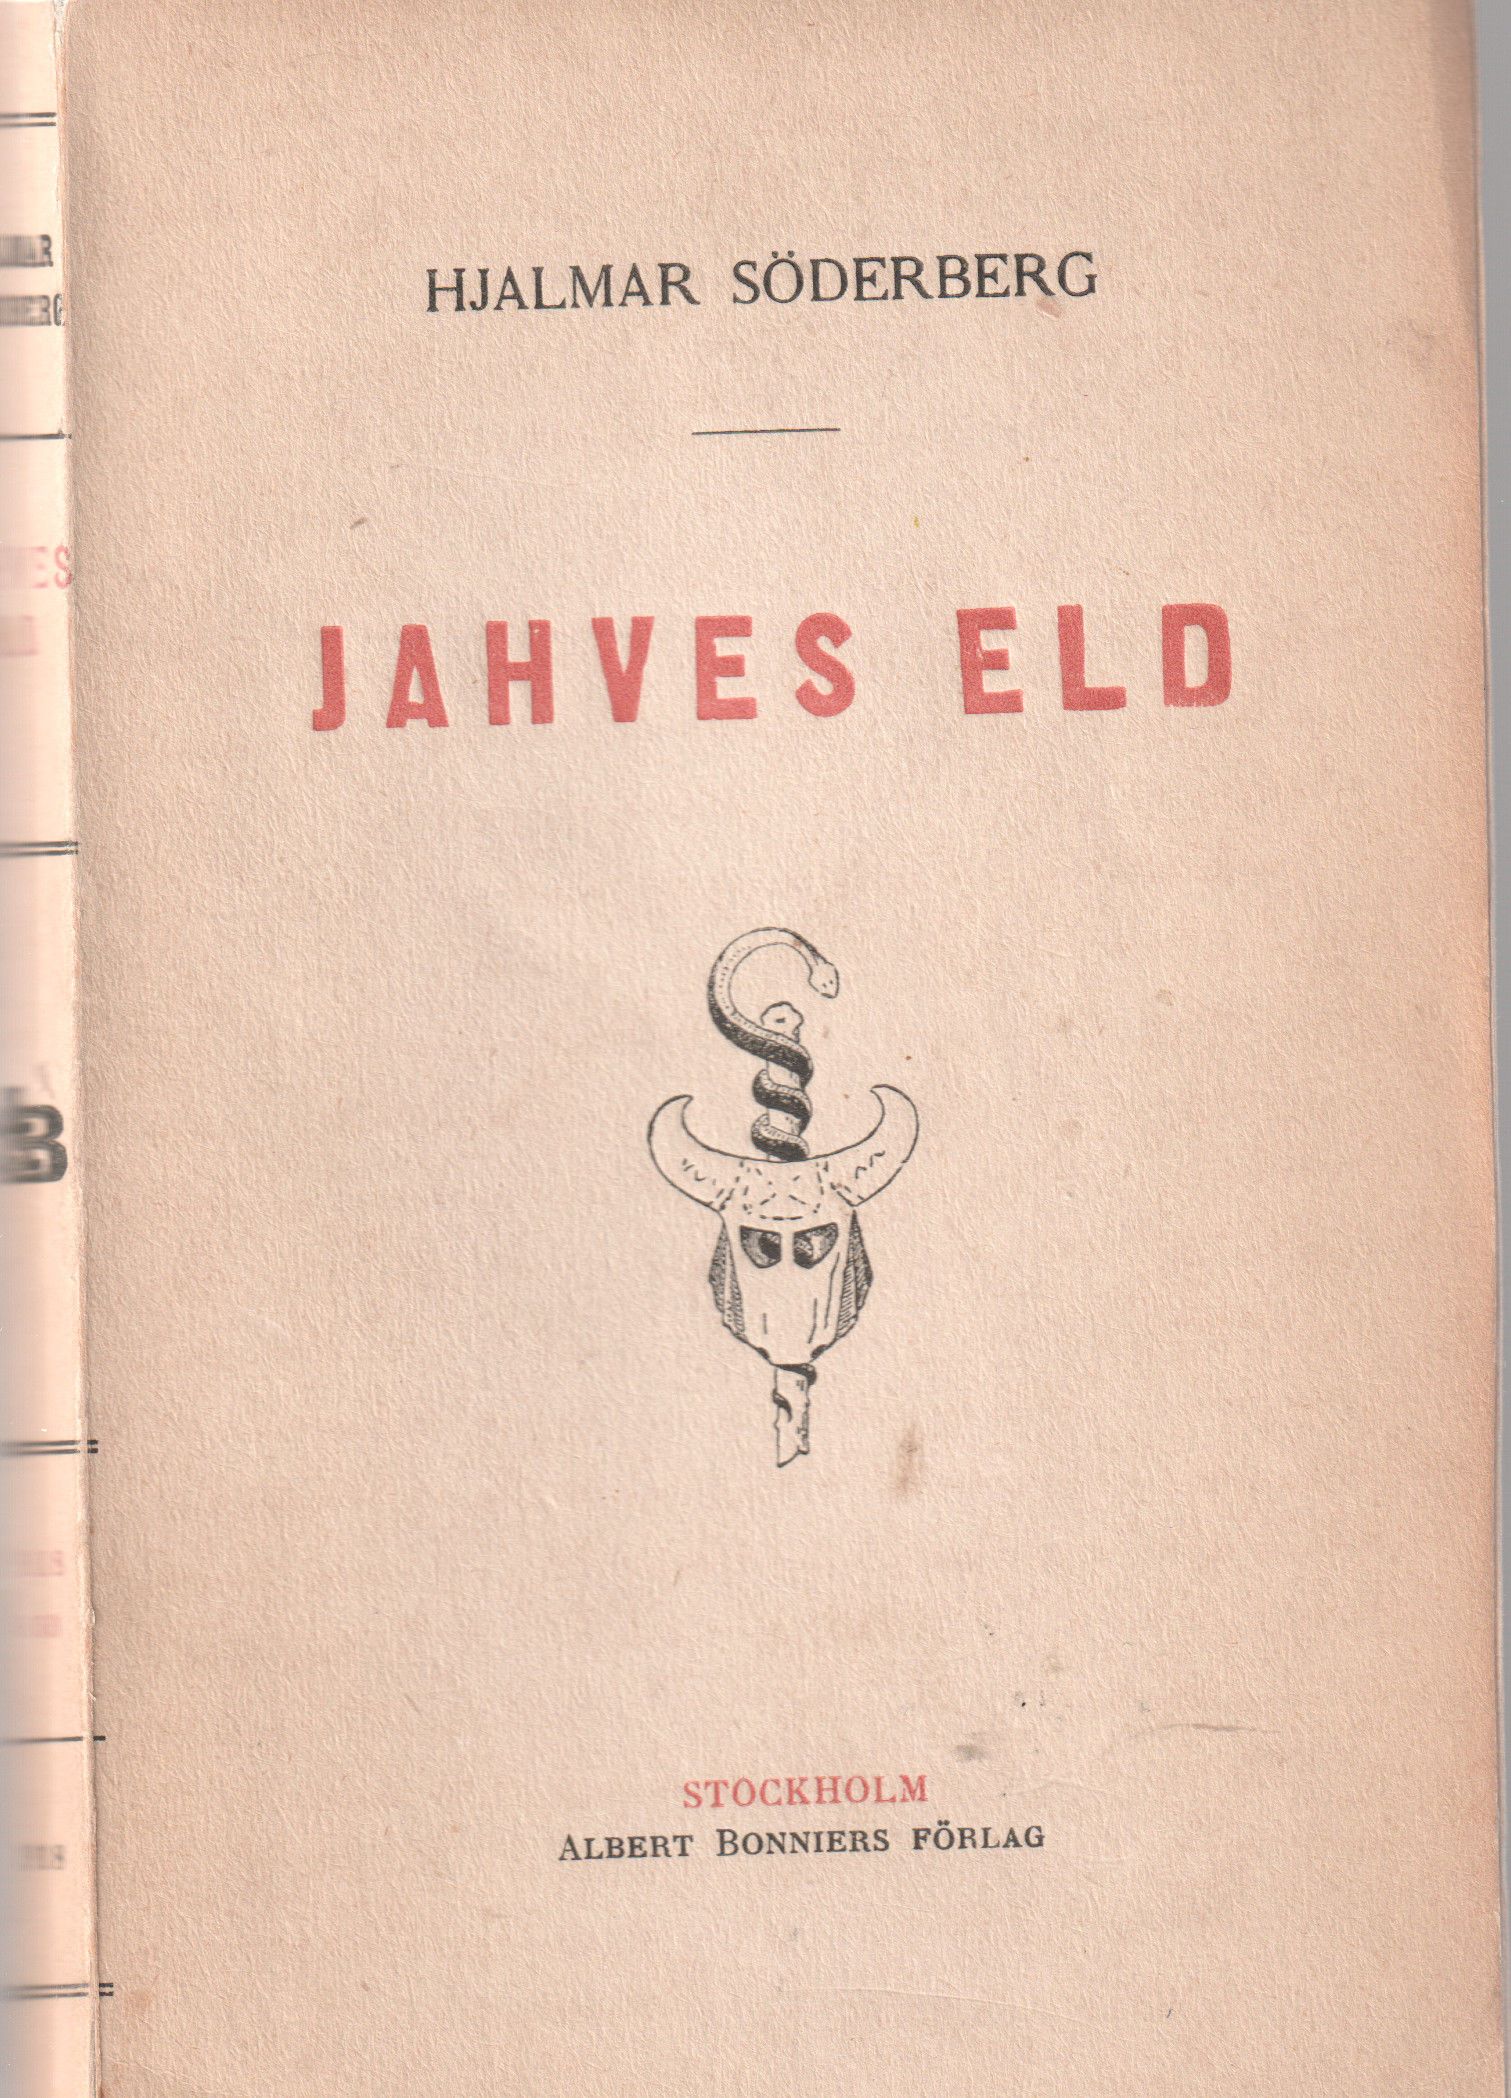 HJALMAR SÖDERBERG
JAHVES ELD
STOCKHOLM
ALBERT BONNIERS FÖRLAG